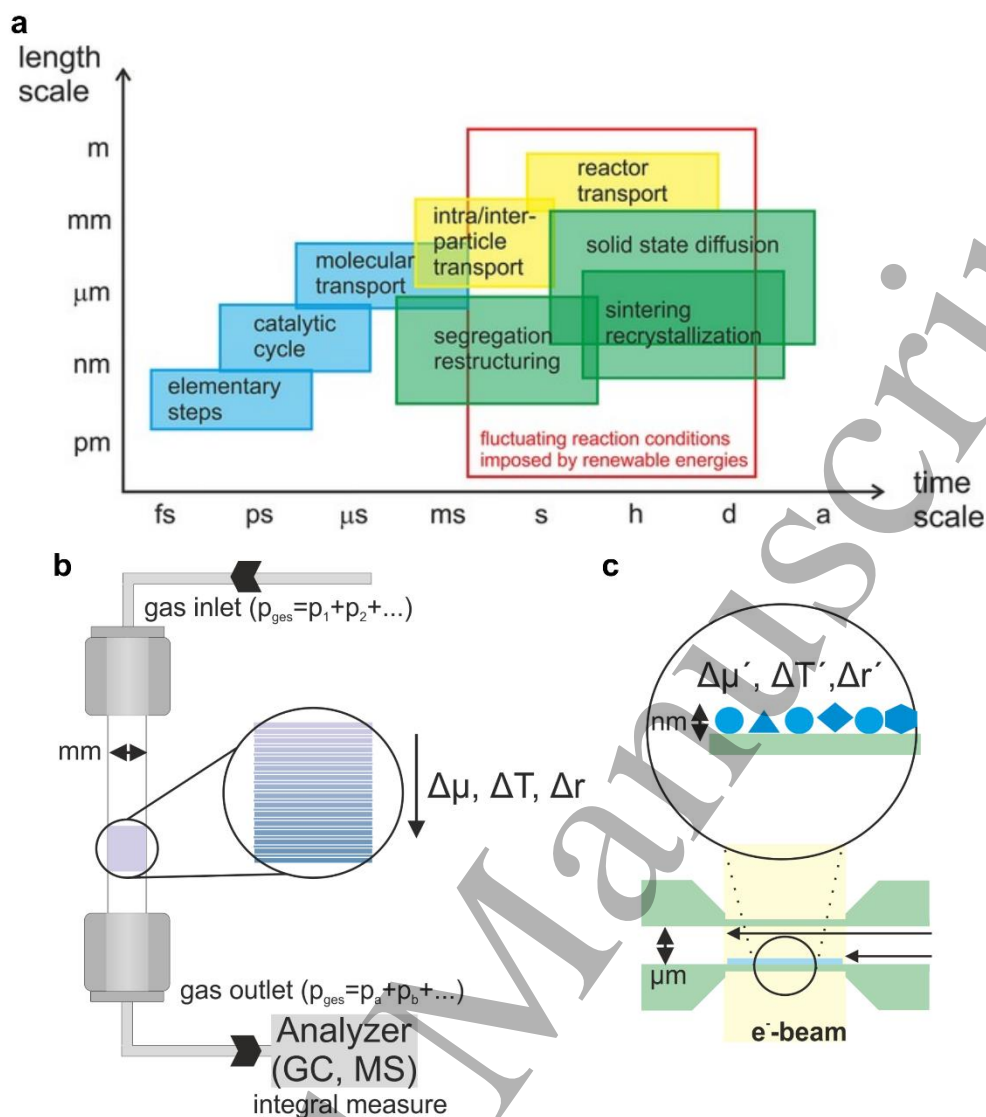 a
length
scale
m
mm
μm
nm
pm
reactor
transport
intra/inter-
particle
transport
solid state diffusion
molecular
transport
sintering
recrystallization
catalytic
cycle
segregation
restructuring
elementary
steps
fluctuating reaction conditions
imposed by renewable energies
fs ps μs ms s h d a
time
scale
b
gas inlet (pges=p1+p2+...)
mm
Δμ, ΔT, Δr
gas outlet (pges=pa+pb+...)
Analyzer
(GC, MS)
integral measure
c
Δμ´, ΔT´,Δr´
nm
μm
e⁻-beam
Manuscri